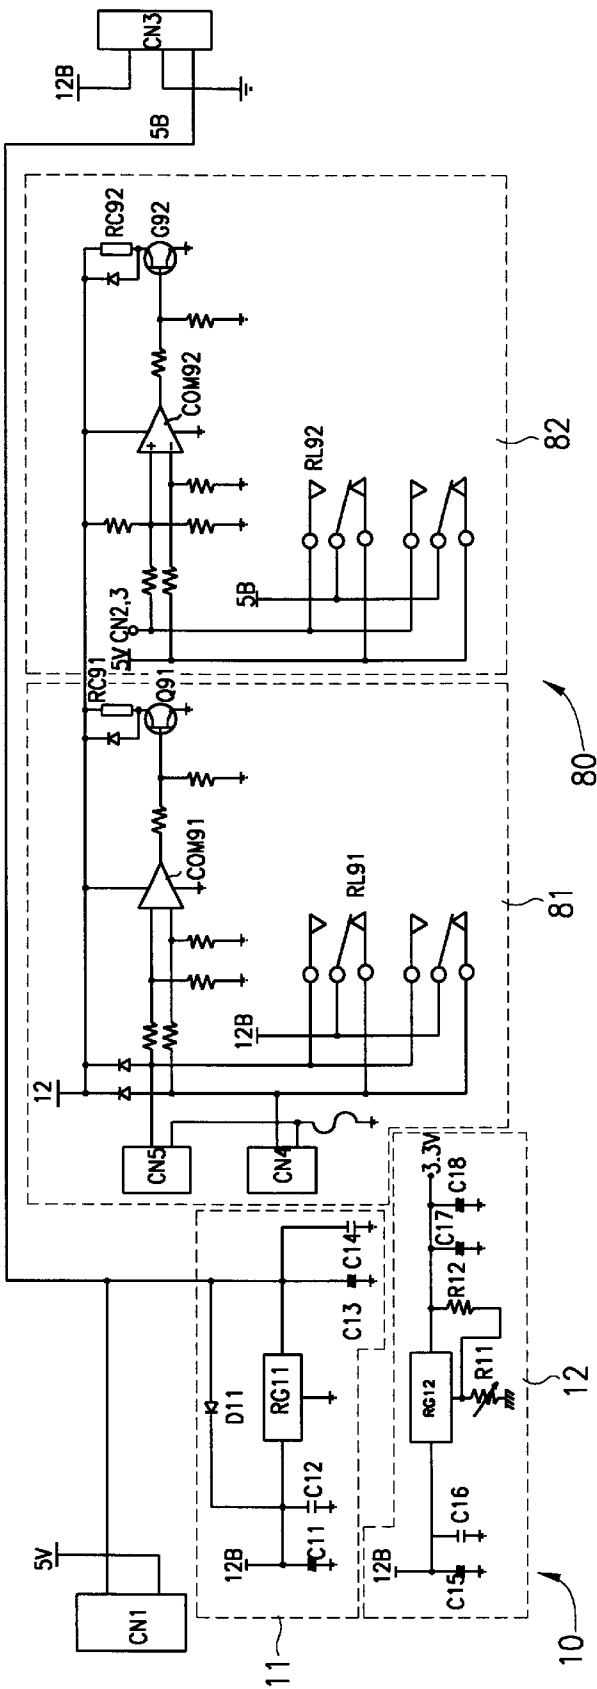 CN3
12B
5B
RC92
G92
COM92
RL92
82
5B
CN2,3
5V
RC91
Q91
80
COM91
RL91
81
12B
12
CN5
CN4
3.3V
C18
C17
R12
R11
RG12
12
C14
C13
D11
RG11
C12
C11
12B
C16
C15
12B
5V
CN1
11
10
+
−